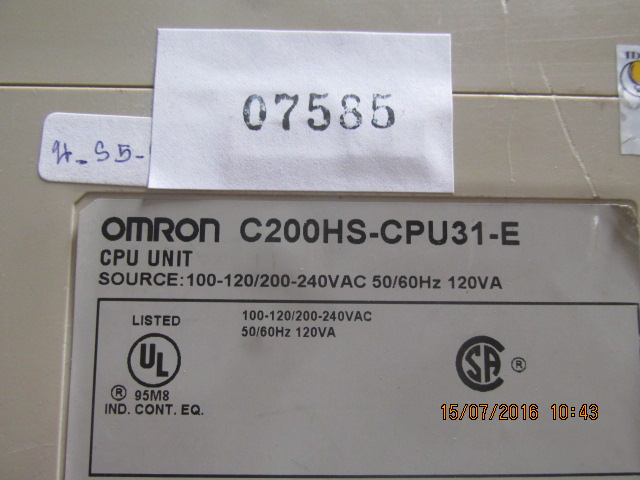 07585
OMRON C200HS-CPU31-E
CPU UNIT
SOURCE:100-120/200-240VAC 50/60Hz 120VA
LISTED
UL
® 95M8
IND. CONT. EQ.
100-120/200-240VAC
50/60Hz 120VA
SA ®
15/07/2016 10:43